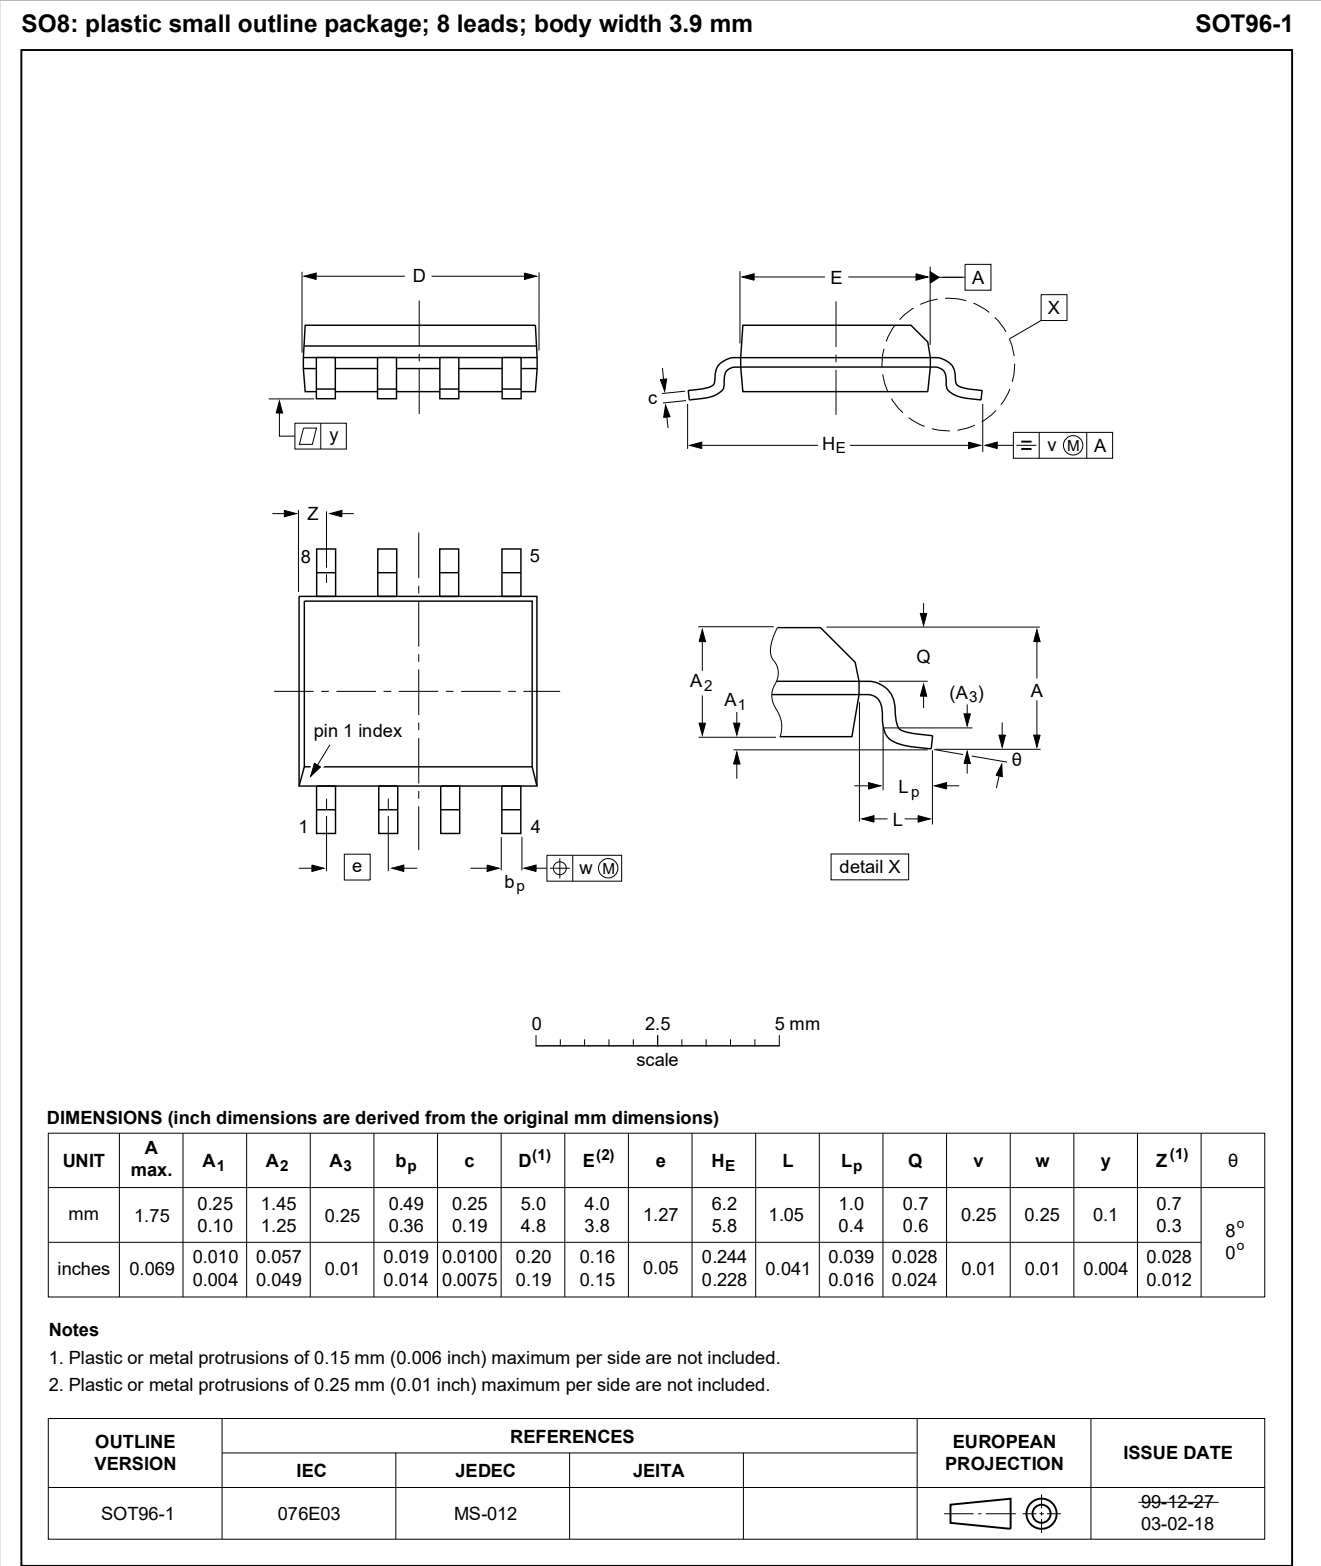 SO8: plastic small outline package; 8 leads; body width 3.9 mm SOT96-1
D
E
A
X
c
y
HE
v Ⓜ A
Z
8
5
pin 1 index
1
4
e
bp
w Ⓜ
Q
A2
A1
(A3)
A
θ
Lp
L
detail X
0 2.5 5 mm
scale
DIMENSIONS (inch dimensions are derived from the original mm dimensions)
UNIT A max. A1 A2 A3 bp c D(1) E(2) e HE L Lp Q v w y Z(1) θ
mm 1.75 0.25 0.10 1.45 1.25 0.25 0.49 0.36 0.25 0.19 5.0 4.8 4.0 3.8 1.27 6.2 5.8 1.05 1.0 0.4 0.7 0.6 0.25 0.25 0.1 0.7 0.3 8° 0°
inches 0.069 0.010 0.004 0.057 0.049 0.01 0.019 0.014 0.0100 0.0075 0.20 0.19 0.16 0.15 0.05 0.244 0.228 0.041 0.039 0.016 0.028 0.024 0.01 0.01 0.004 0.028 0.012
Notes
1. Plastic or metal protrusions of 0.15 mm (0.006 inch) maximum per side are not included.
2. Plastic or metal protrusions of 0.25 mm (0.01 inch) maximum per side are not included.
OUTLINE VERSION REFERENCES EUROPEAN PROJECTION ISSUE DATE
IEC JEDEC JEITA
SOT96-1 076E03 MS-012 99-12-27
03-02-18